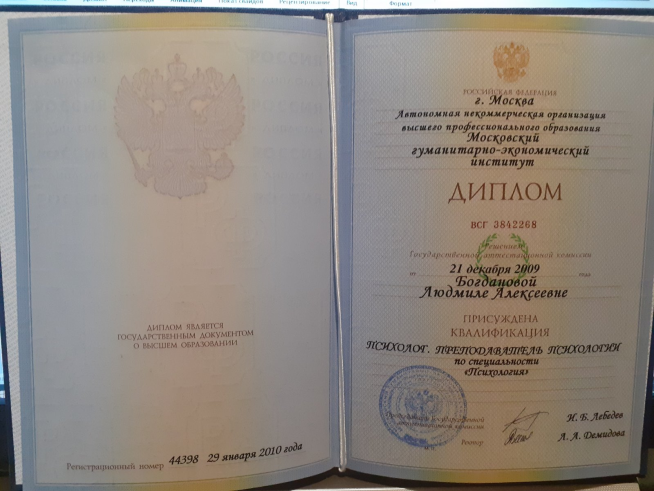 ДИПЛОМ ЯВЛЯЕТСЯ
ГОСУДАРСТВЕННЫМ ДОКУМЕНТОМ
О ВЫСШЕМ ОБРАЗОВАНИИ
Регистрационный номер 44398 29 января 2010 года
РОССИЙСКАЯ ФЕДЕРАЦИЯ
г. Москва
Автономная некоммерческая организация
высшего профессионального образования
Московский
гуманитарно-экономический
институт
ДИПЛОМ
ВСГ 3842268
Решением
Государственной аттестационной комиссии
от 21 декабря 2009 года
Богдановой
Людмиле Алексеевне
ПРИСУЖДЕНА
КВАЛИФИКАЦИЯ
ПСИХОЛОГ. ПРЕПОДАВАТЕЛЬ ПСИХОЛОГИИ
по специальности
«Психология»
Председатель Государственной
аттестационной комиссии И. Б. Лебедев
Ректор Л. А. Демидова